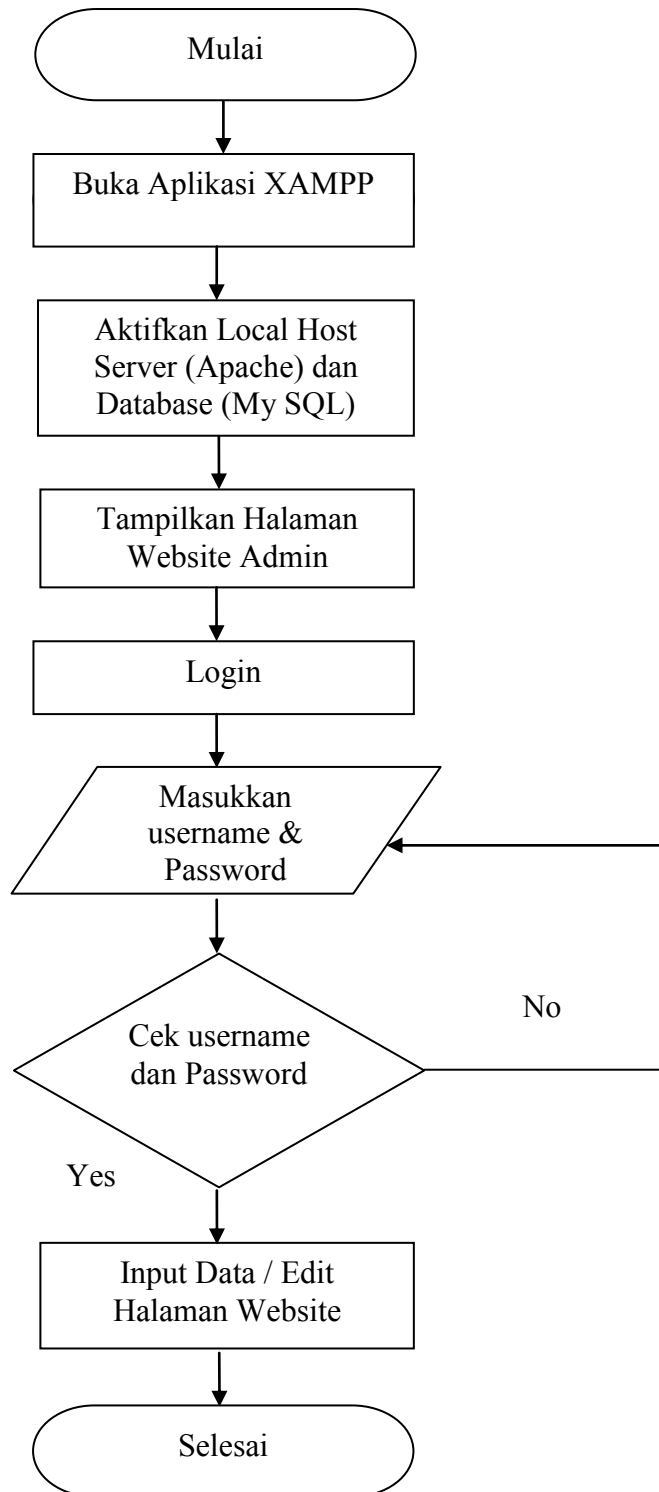 Mulai
Buka Aplikasi XAMPP
Aktifkan Local Host
Server (Apache) dan
Database (My SQL)
Tampilkan Halaman
Website Admin
Login
Masukkan
username &
Password
Cek username
dan Password
No
Yes
Input Data / Edit
Halaman Website
Selesai